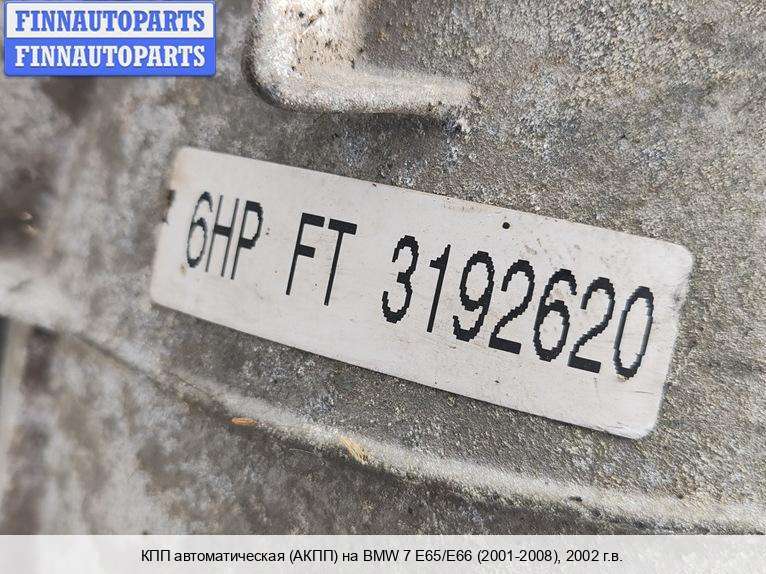 FINNAUTOPARTS
FINNAUTOPARTS
6HP FT 3192620
КПП автоматическая (АКПП) на BMW 7 E65/E66 (2001-2008), 2002 г.в.